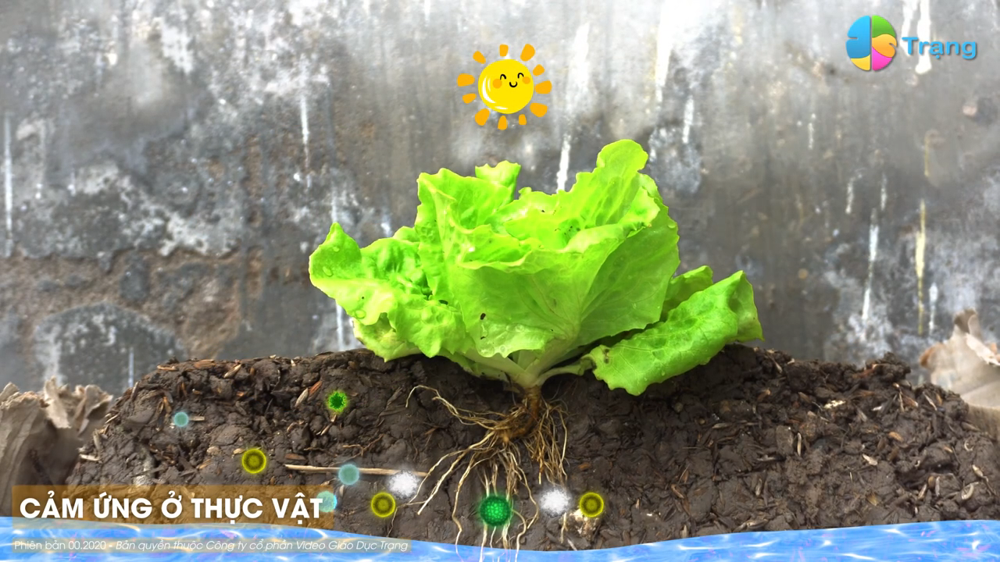 Trạng
CẢM ỨNG Ở THỰC VẬT
Phiên bản 00.2020 - Bản quyền thuộc Công ty cổ phần Video Giáo Dục Trạng